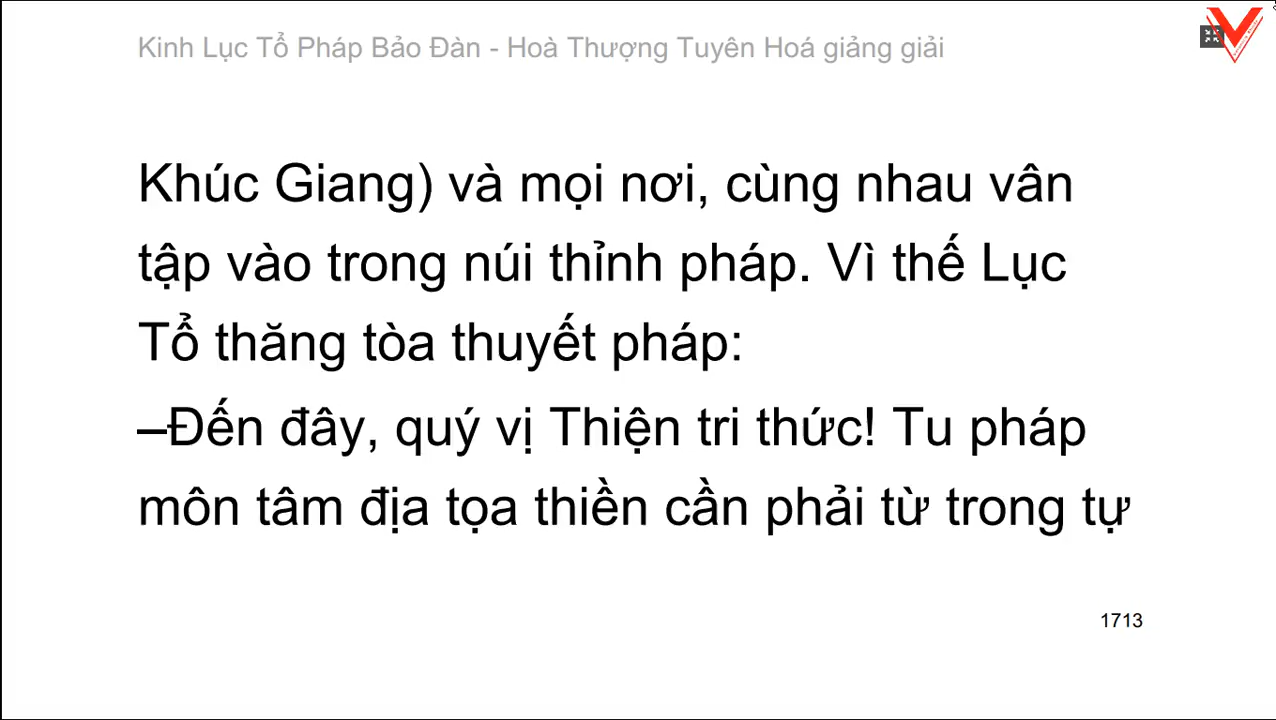 Kinh Lục Tổ Pháp Bảo Đàn - Hoà Thượng Tuyên Hoá giảng giải
Khúc Giang) và mọi nơi, cùng nhau vân
tập vào trong núi thỉnh pháp. Vì thế Lục
Tổ thăng tòa thuyết pháp:
–Đến đây, quý vị Thiện tri thức! Tu pháp
môn tâm địa tọa thiền cần phải từ trong tự
1713